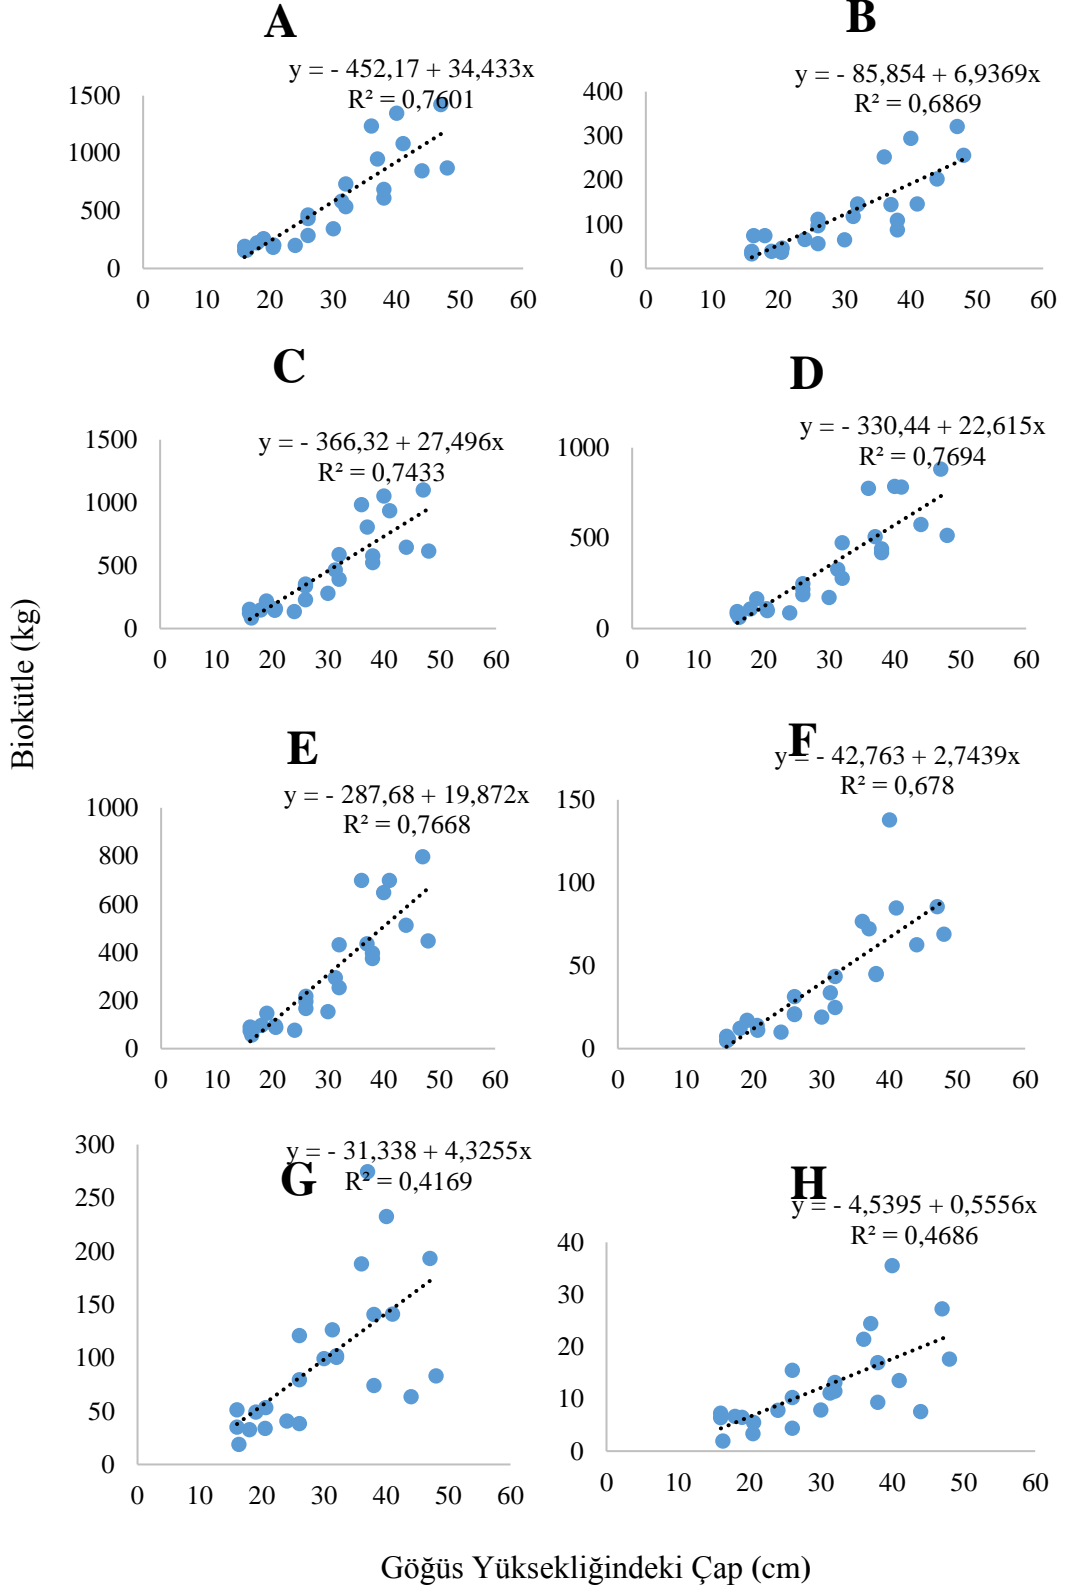 A
y = - 452,17 + 34,433x
R² = 0,7601
1500
1000
500
0
0 10 20 30 40 50 60
B
y = - 85,854 + 6,9369x
R² = 0,6869
400
300
200
100
0
0 10 20 30 40 50 60
C
y = - 366,32 + 27,496x
R² = 0,7433
1500
1000
500
0
0 10 20 30 40 50 60
D
y = - 330,44 + 22,615x
R² = 0,7694
1000
500
0
0 10 20 30 40 50 60
Biokütle (kg)
E
y = - 287,68 + 19,872x
R² = 0,7668
1000
800
600
400
200
0
0 10 20 30 40 50 60
F
y = - 42,763 + 2,7439x
R² = 0,678
150
100
50
0
0 10 20 30 40 50 60
G
y = - 31,338 + 4,3255x
R² = 0,4169
300
250
200
150
100
50
0
0 10 20 30 40 50 60
H
y = - 4,5395 + 0,5556x
R² = 0,4686
40
30
20
10
0
0 10 20 30 40 50 60
Göğüs Yüksekliğindeki Çap (cm)